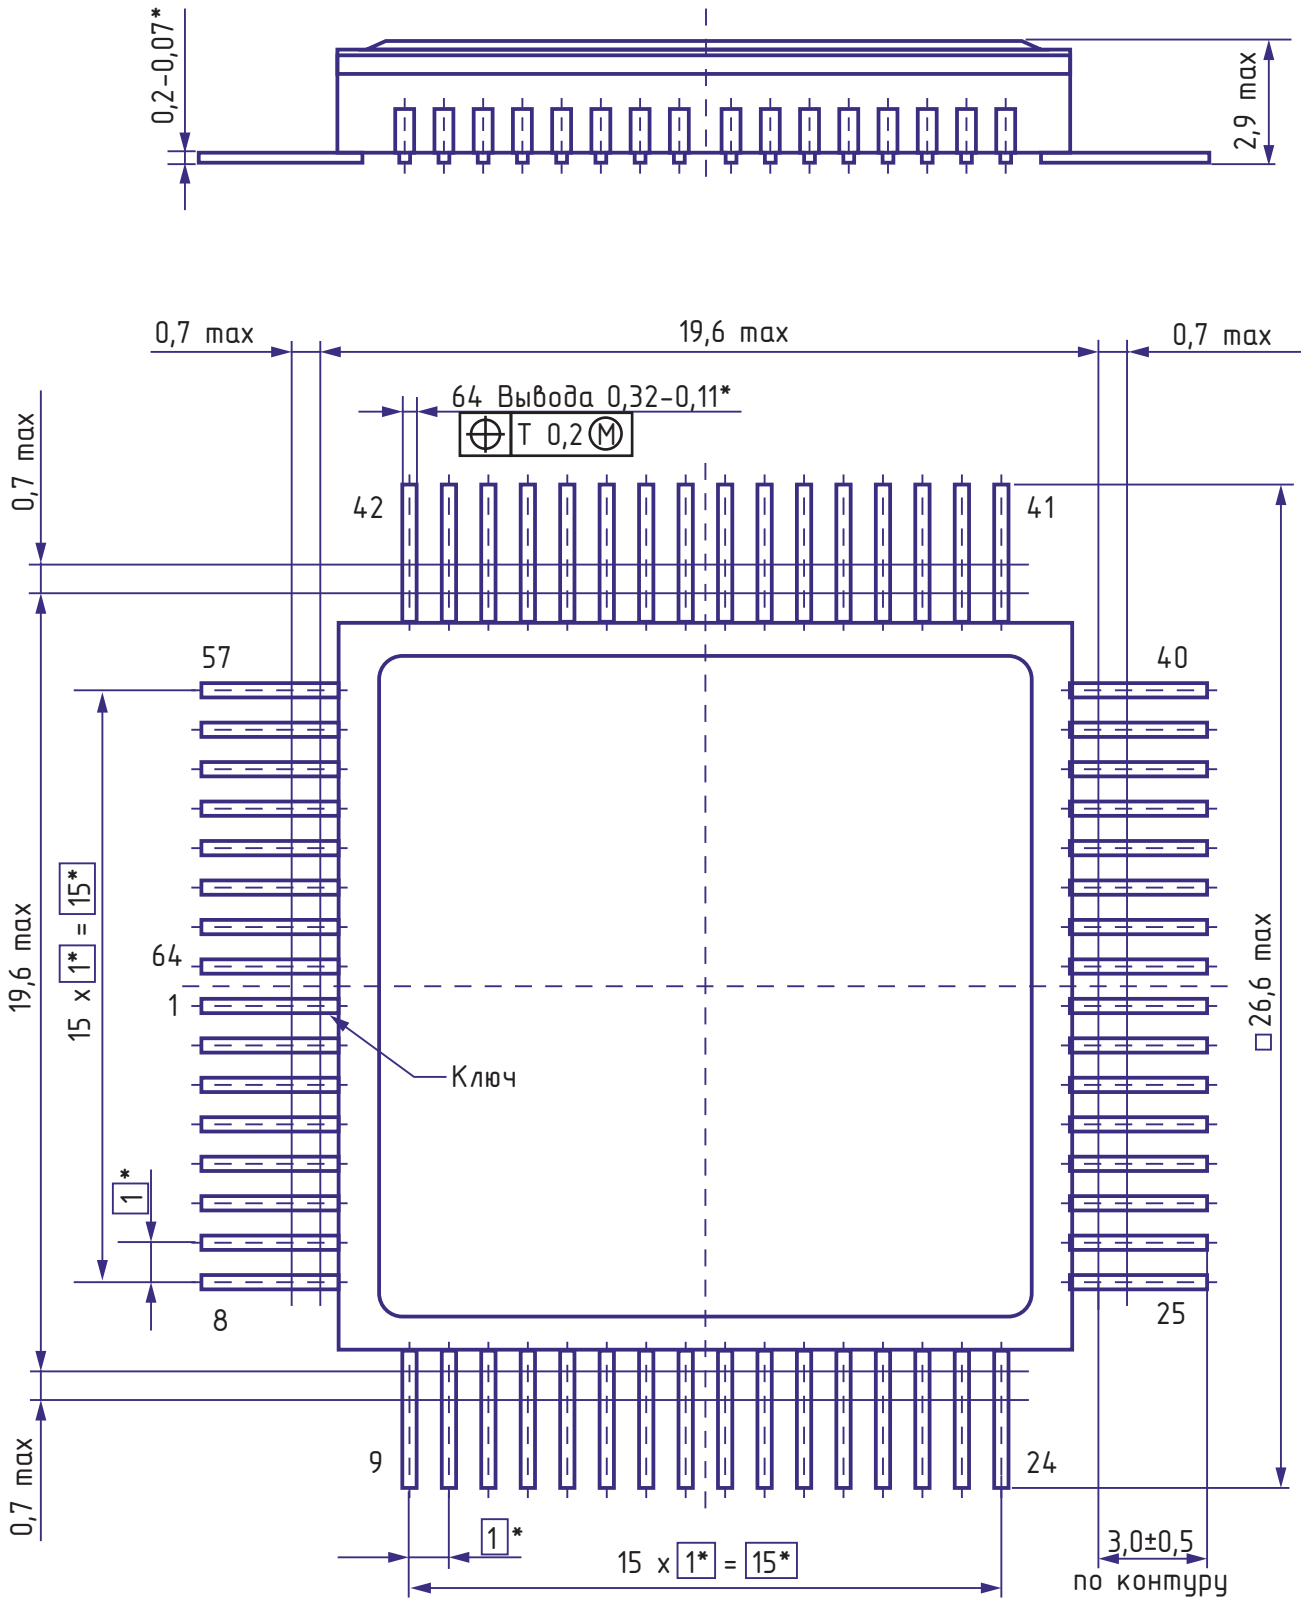 0,2-0,07*
2,9 max
0,7 max
19,6 max
0,7 max
64 Вывода 0,32-0,11*
T 0,2 Ⓜ
0,7 max
42
41
57
40
19,6 max
15 x 1* = 15*
64
1
□26,6 max
Ключ
1*
8
25
0,7 max
9
24
1*
15 x 1* = 15*
3,0±0,5
по контуру